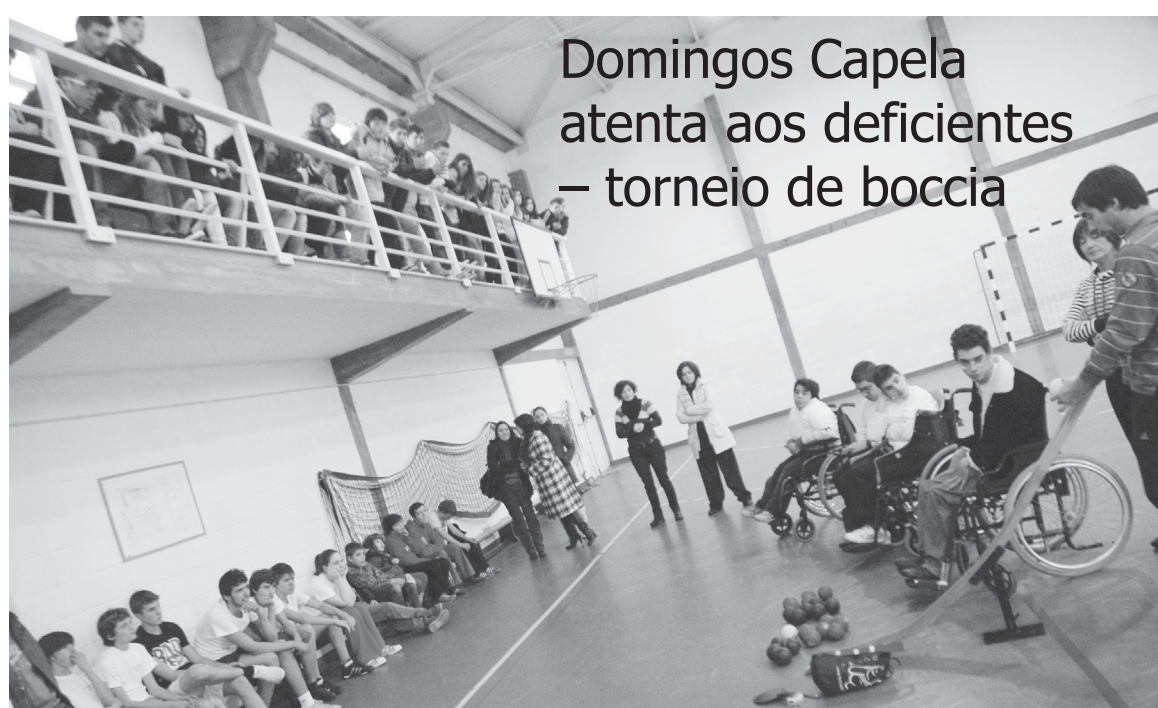 Domingos Capela
atenta aos deficientes
– torneio de boccia